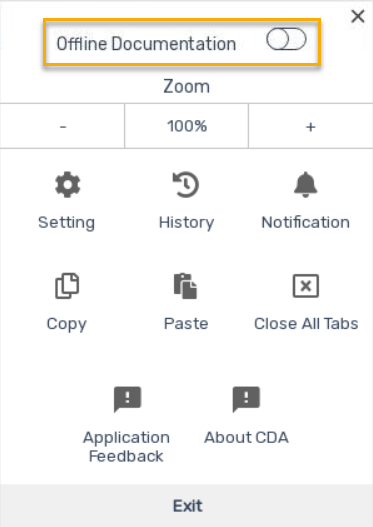 Offline Documentation
Zoom
- 100% +
Setting History Notification
Copy Paste Close All Tabs
Application About CDA
Feedback
Exit